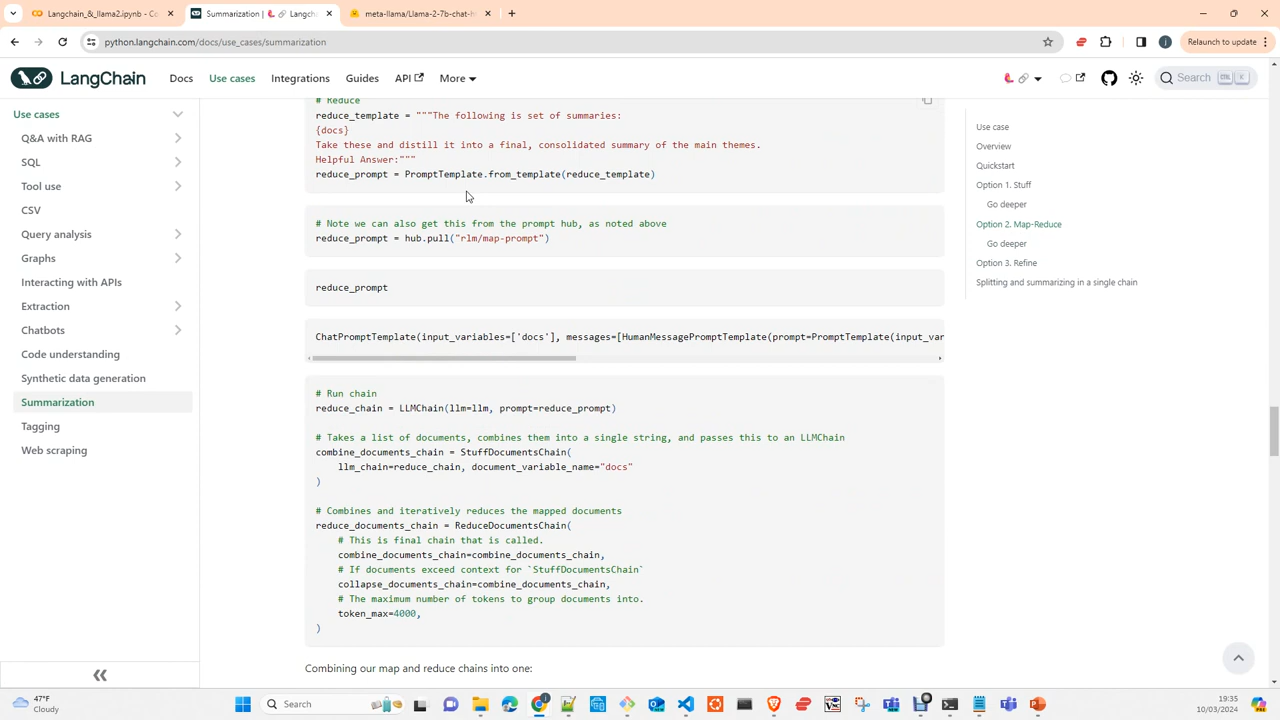 Langchain_&_llama2.ipynb - Co
Summarization | 🦜️🔗 Langch
meta-llama/Llama-2-7b-chat-h
python.langchain.com/docs/use_cases/summarization
Relaunch to update
LangChain
Docs
Use cases
Integrations
Guides
API
More
Search
Ctrl
K
Use cases
Q&A with RAG
SQL
Tool use
CSV
Query analysis
Graphs
Interacting with APIs
Extraction
Chatbots
Code understanding
Synthetic data generation
Summarization
Tagging
Web scraping
# Reduce
reduce_template = """The following is set of summaries:
{docs}
Take these and distill it into a final, consolidated summary of the main themes.
Helpful Answer:"""
reduce_prompt = PromptTemplate.from_template(reduce_template)
# Note we can also get this from the prompt hub, as noted above
reduce_prompt = hub.pull("rlm/map-prompt")
reduce_prompt
ChatPromptTemplate(input_variables=['docs'], messages=[HumanMessagePromptTemplate(prompt=PromptTemplate(input_var
# Run chain
reduce_chain = LLMChain(llm=llm, prompt=reduce_prompt)
# Takes a list of documents, combines them into a single string, and passes this to an LLMChain
combine_documents_chain = StuffDocumentsChain(
llm_chain=reduce_chain, document_variable_name="docs"
)
# Combines and iteratively reduces the mapped documents
reduce_documents_chain = ReduceDocumentsChain(
# This is final chain that is called.
combine_documents_chain=combine_documents_chain,
# If documents exceed context for `StuffDocumentsChain`
collapse_documents_chain=combine_documents_chain,
# The maximum number of tokens to group documents into.
token_max=4000,
)
Combining our map and reduce chains into one:
Use case
Overview
Quickstart
Option 1. Stuff
Go deeper
Option 2. Map-Reduce
Go deeper
Option 3. Refine
Splitting and summarizing in a single chain
47°F
Cloudy
Search
19:35
10/03/2024